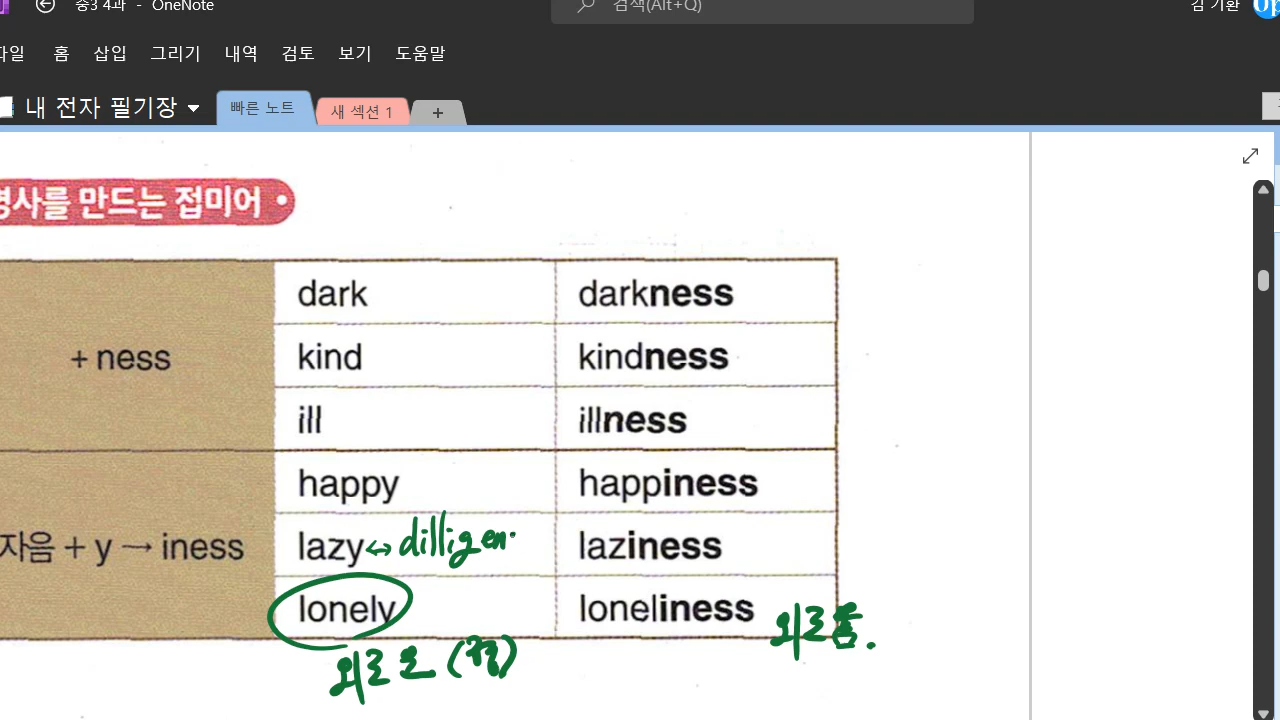 중3 4과 - OneNote
검색(Alt+Q)
김 기환
파일 홈 삽입 그리기 내역 검토 보기 도움말
내 전자 필기장
빠른 노트
새 섹션 1
+
명사를 만드는 접미어
+ ness
dark darkness
kind kindness
ill illness
자음 + y → iness
happy happiness
lazy ↔ dilligen laziness
lonely loneliness 외로움.
외로운 (형)